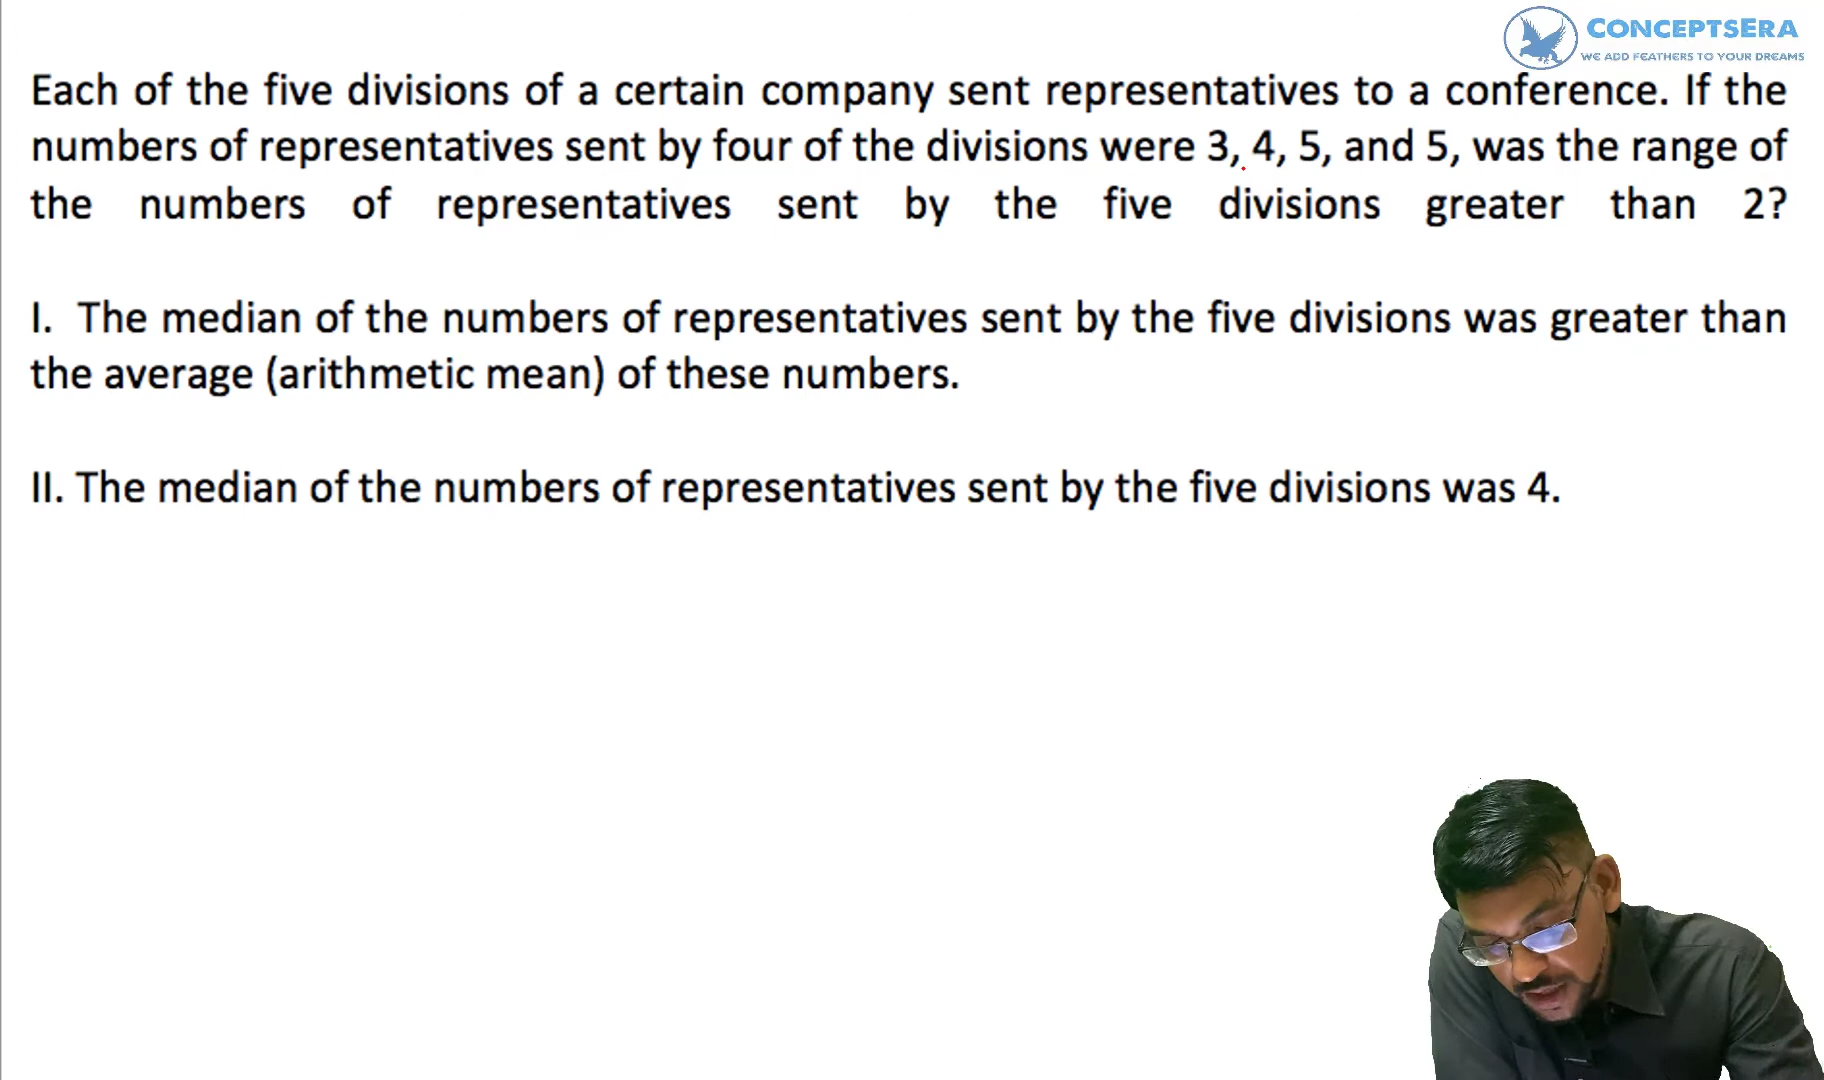 CONCEPTSERA
WE ADD FEATHERS TO YOUR DREAMS
Each of the five divisions of a certain company sent representatives to a conference. If the
numbers of representatives sent by four of the divisions were 3, 4, 5, and 5, was the range of
the numbers of representatives sent by the five divisions greater than 2?
I. The median of the numbers of representatives sent by the five divisions was greater than
the average (arithmetic mean) of these numbers.
II. The median of the numbers of representatives sent by the five divisions was 4.